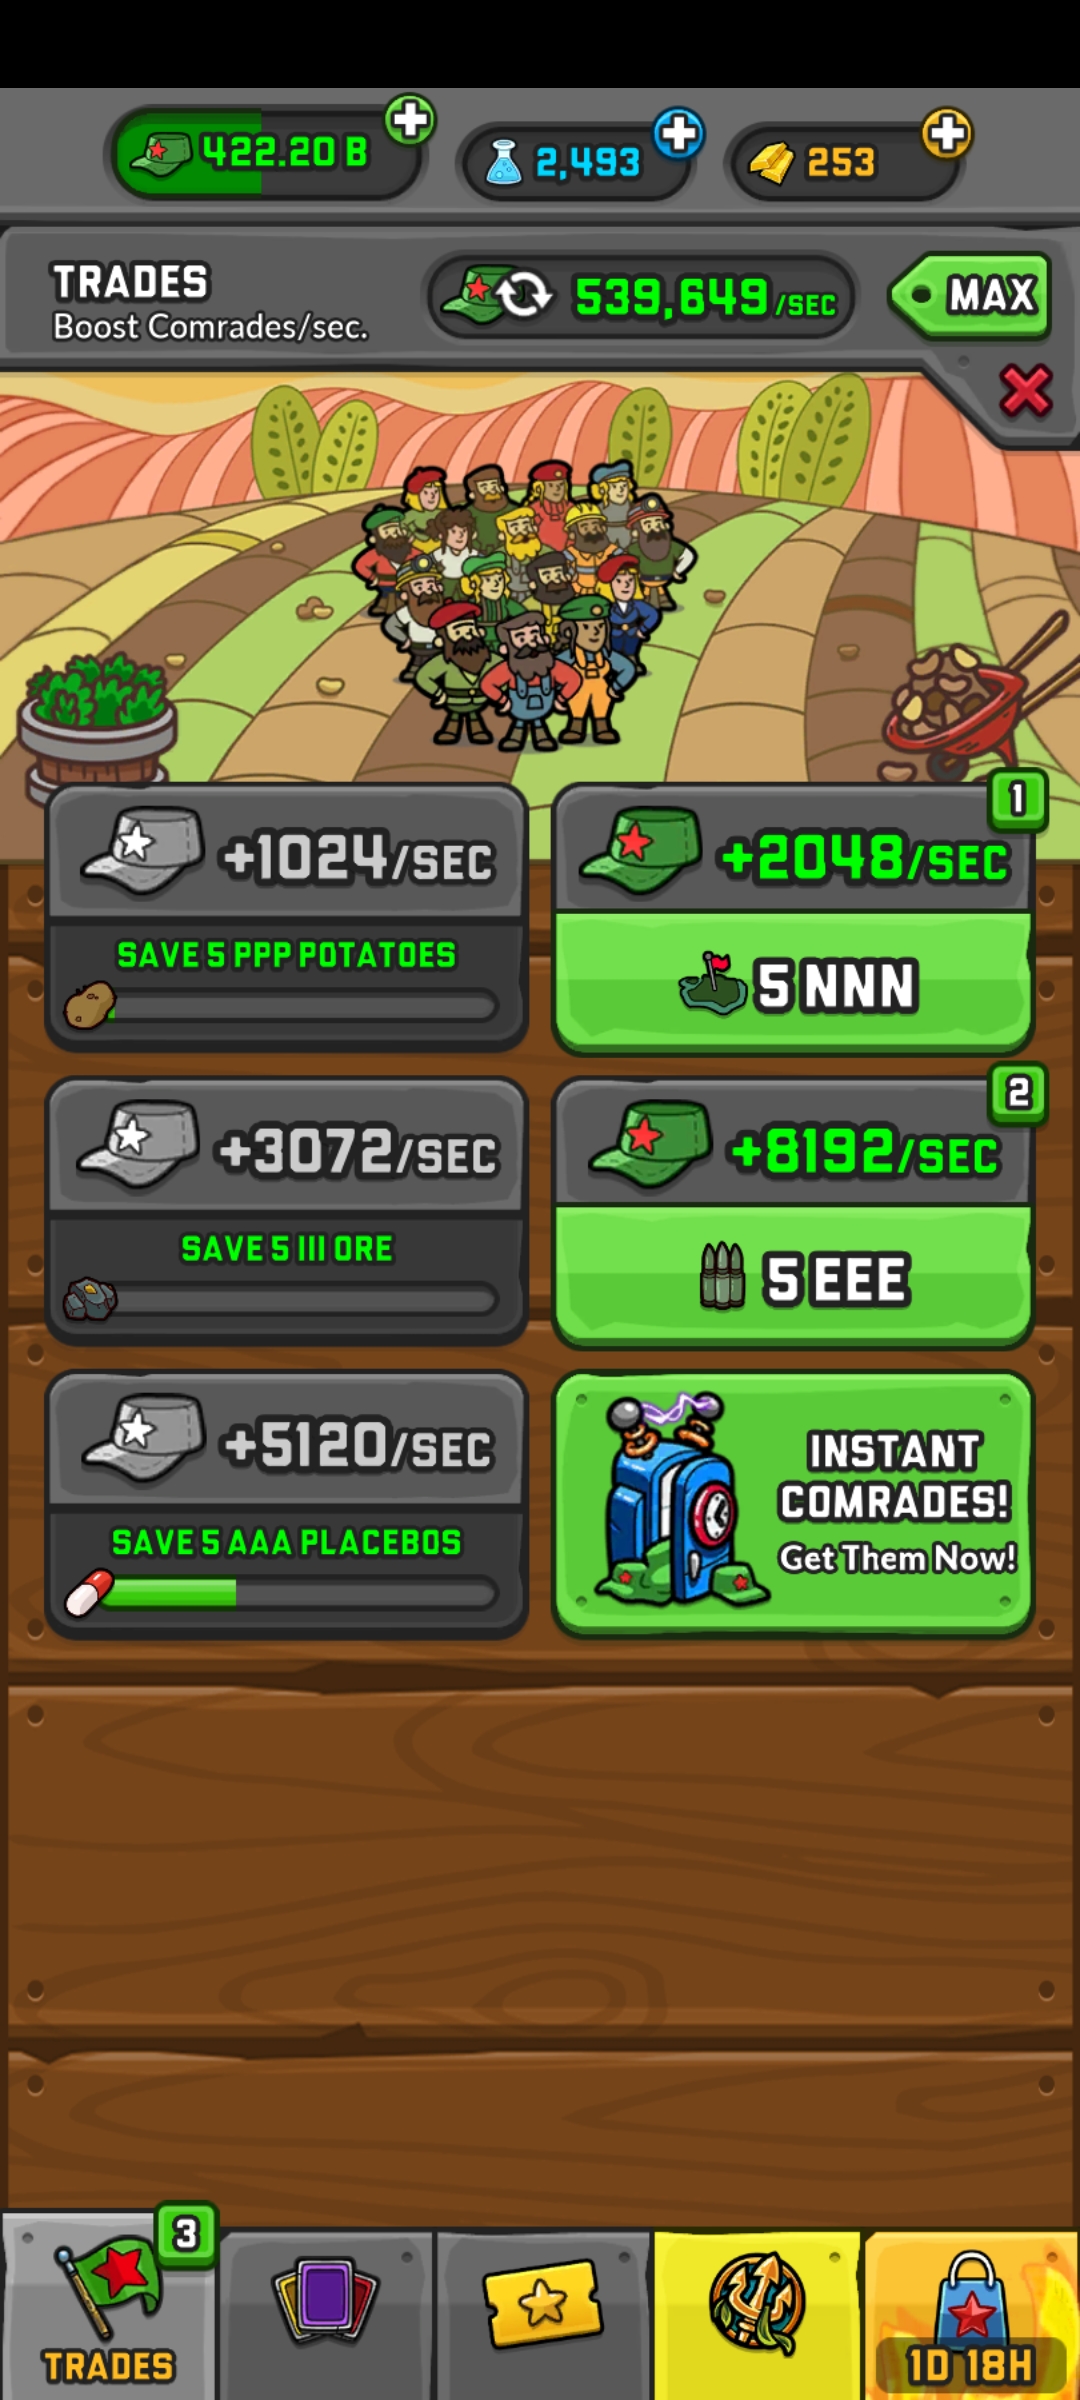 422.20 B
2,493
253
TRADES
Boost Comrades/sec.
539,649/SEC
MAX
+1024/SEC
SAVE 5 PPP POTATOES
1
+2048/SEC
5 NNN
+3072/SEC
SAVE 5 III ORE
2
+8192/SEC
5 EEE
+5120/SEC
SAVE 5 AAA PLACEBOS
INSTANT
COMRADES!
Get Them Now!
3
TRADES
1D 18H